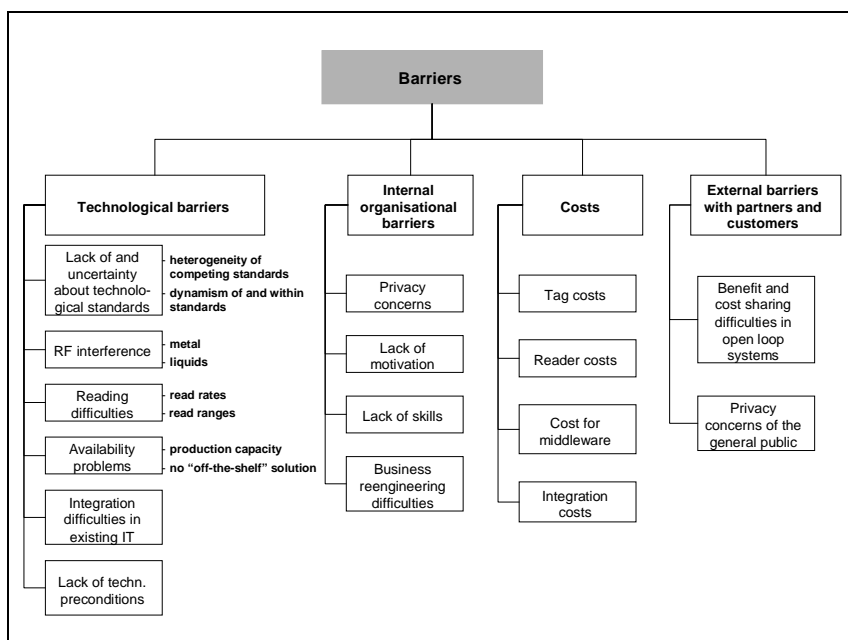 Barriers
Technological barriers
Lack of and
uncertainty
about technolo-
gical standards
heterogeneity of
competing standards
dynamism of and within
standards
RF interference
metal
liquids
Reading
difficulties
read rates
read ranges
Availability
problems
production capacity
no “off-the-shelf” solution
Integration
difficulties in
existing IT
Lack of techn.
preconditions
Internal
organisational
barriers
Privacy
concerns
Lack of
motivation
Lack of skills
Business
reengineering
difficulties
Costs
Tag costs
Reader costs
Cost for
middleware
Integration
costs
External barriers
with partners and
customers
Benefit and
cost sharing
difficulties in
open loop
systems
Privacy
concerns of the
general public